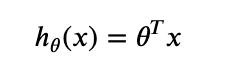 hθ(x) = θᵀx